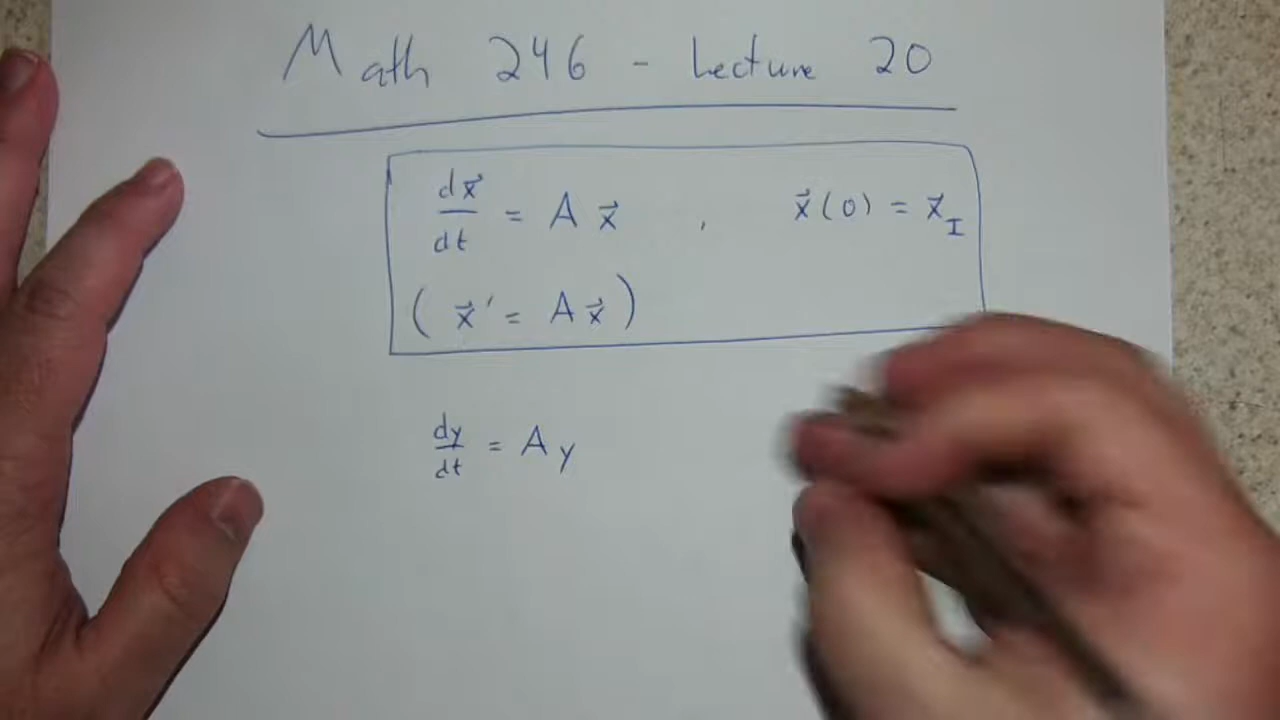 Math 246 - Lecture 20
dx⃗/dt = A x⃗ , x⃗(0) = x⃗_I
( x⃗' = A x⃗ )
dy/dt = A y